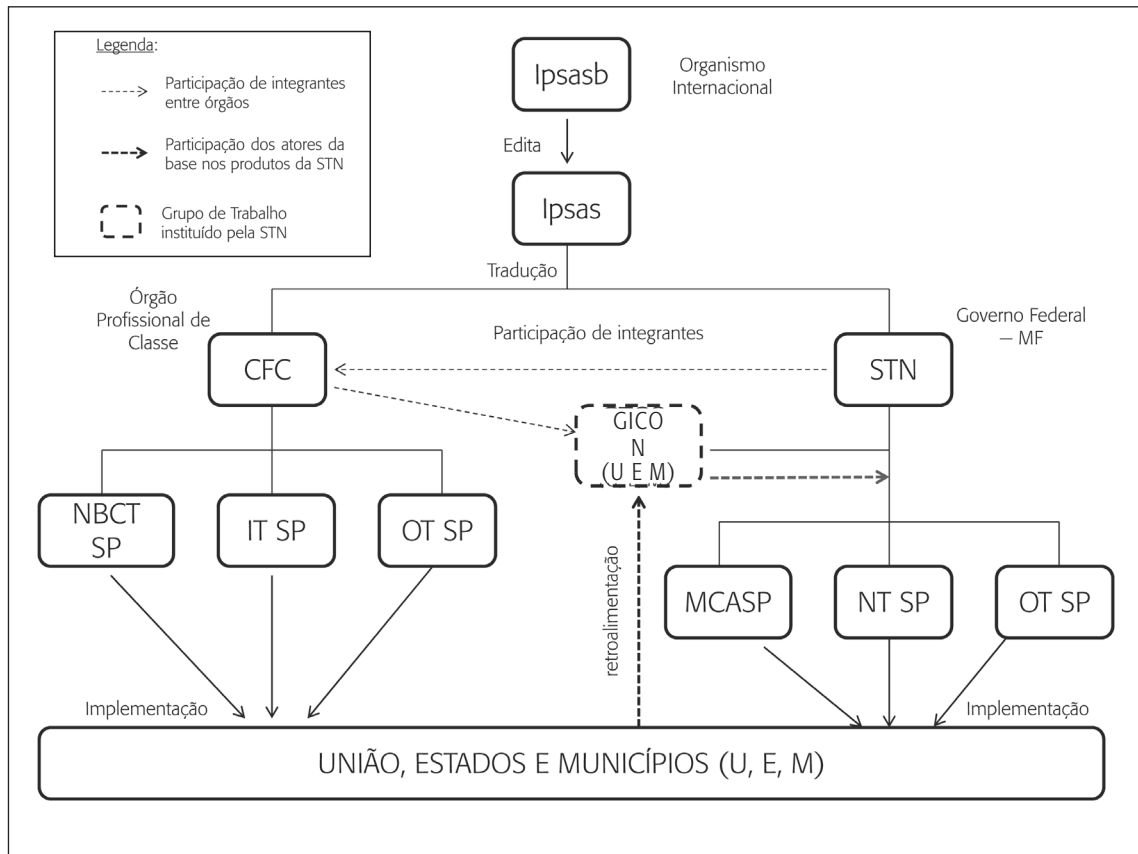 Legenda:
Participação de integrantes
entre órgãos
Participação dos atores da
base nos produtos da STN
Grupo de Trabalho
instituído pela STN
Ipsasb
Organismo
Internacional
Edita
Ipsas
Tradução
Órgão
Profissional de
Classe
CFC
Participação de integrantes
STN
Governo Federal
– MF
GICO
N
(U E M)
NBCT
SP
IT SP
OT SP
retroalimentação
MCASP
NT SP
OT SP
Implementação
Implementação
UNIÃO, ESTADOS E MUNICÍPIOS (U, E, M)